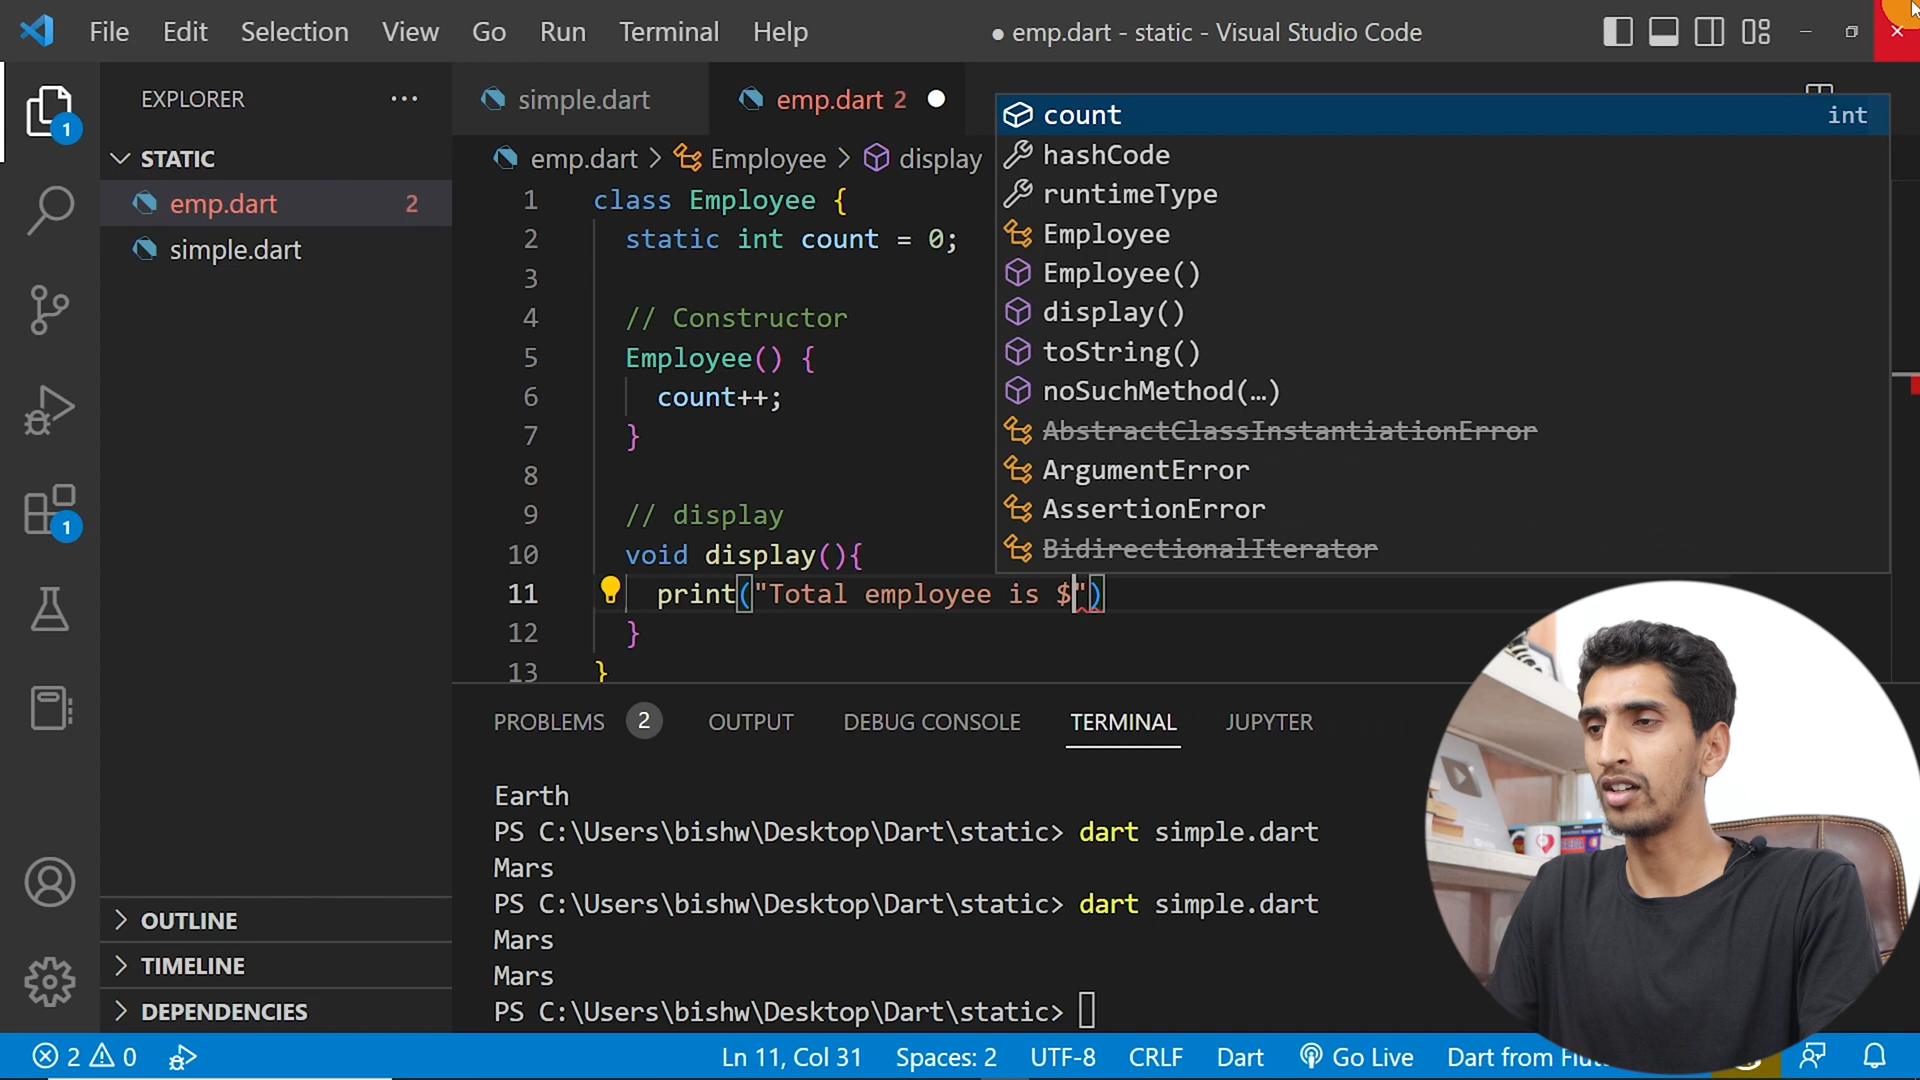 File Edit Selection View Go Run Terminal Help
● emp.dart - static - Visual Studio Code
EXPLORER ...
1
STATIC
emp.dart 2
simple.dart
1
OUTLINE
TIMELINE
DEPENDENCIES
simple.dart emp.dart 2
emp.dart > Employee > display
1 class Employee {
2 static int count = 0;
3
4 // Constructor
5 Employee() {
6 count++;
7 }
8
9 // display
10 void display(){
11 print("Total employee is $")
12 }
13 }
count int
hashCode
runtimeType
Employee
Employee()
display()
toString()
noSuchMethod(…)
AbstractClassInstantiationError
ArgumentError
AssertionError
BidirectionalIterator
PROBLEMS 2 OUTPUT DEBUG CONSOLE TERMINAL JUPYTER
Earth
PS C:\Users\bishw\Desktop\Dart\static> dart simple.dart
Mars
PS C:\Users\bishw\Desktop\Dart\static> dart simple.dart
Mars
Mars
PS C:\Users\bishw\Desktop\Dart\static>
2 0 Ln 11, Col 31 Spaces: 2 UTF-8 CRLF Dart Go Live Dart from